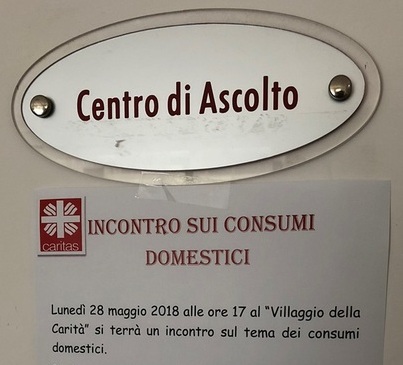 Centro di Ascolto
caritas
INCONTRO SUI CONSUMI
DOMESTICI
Lunedì 28 maggio 2018 alle ore 17 al "Villaggio della
Carità" si terrà un incontro sul tema dei consumi
domestici.